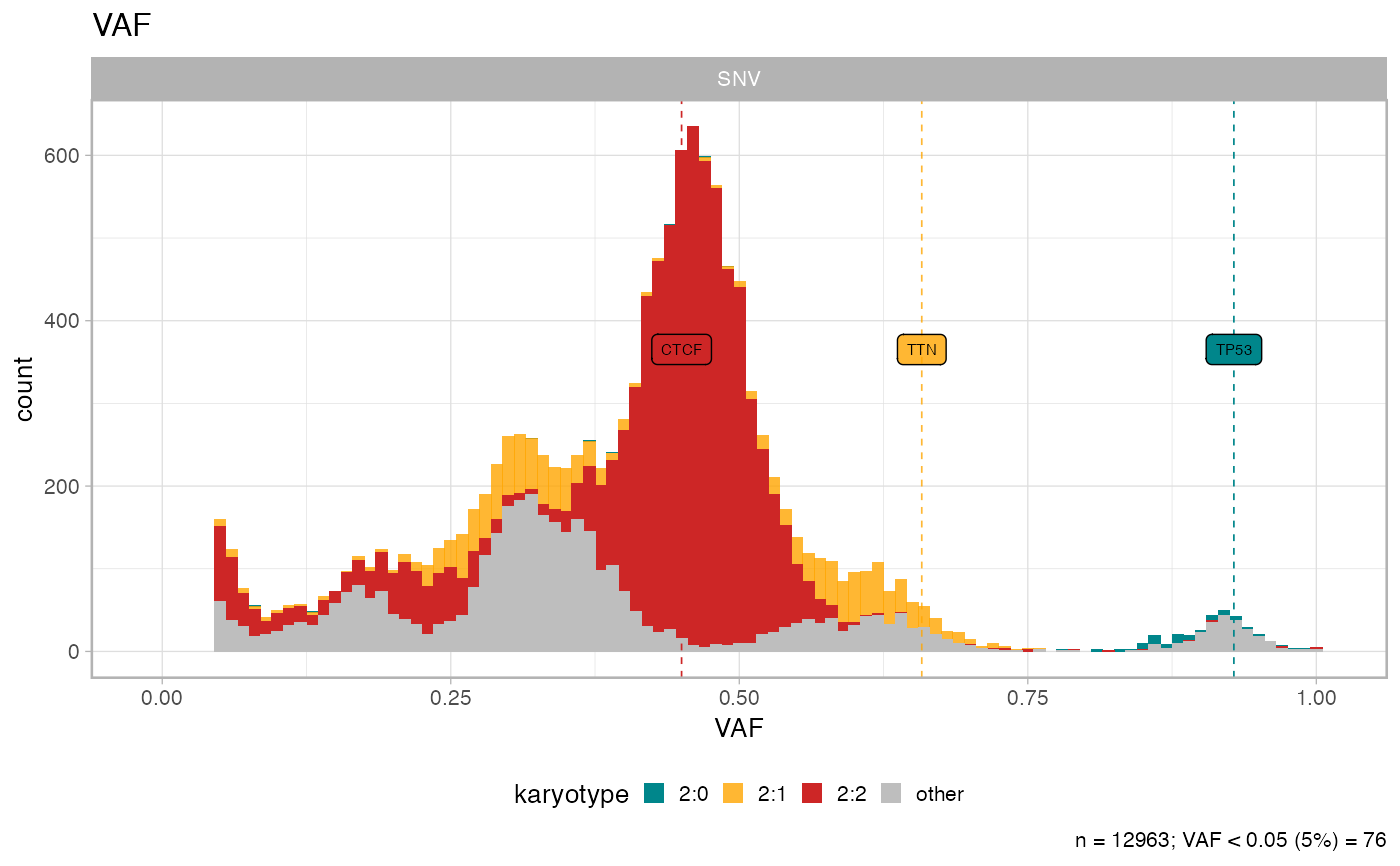 VAF
SNV
600
400
200
0
count
CTCF
TTN
TP53
0.00 0.25 0.50 0.75 1.00
VAF
karyotype 2:0 2:1 2:2 other
n = 12963; VAF < 0.05 (5%) = 76